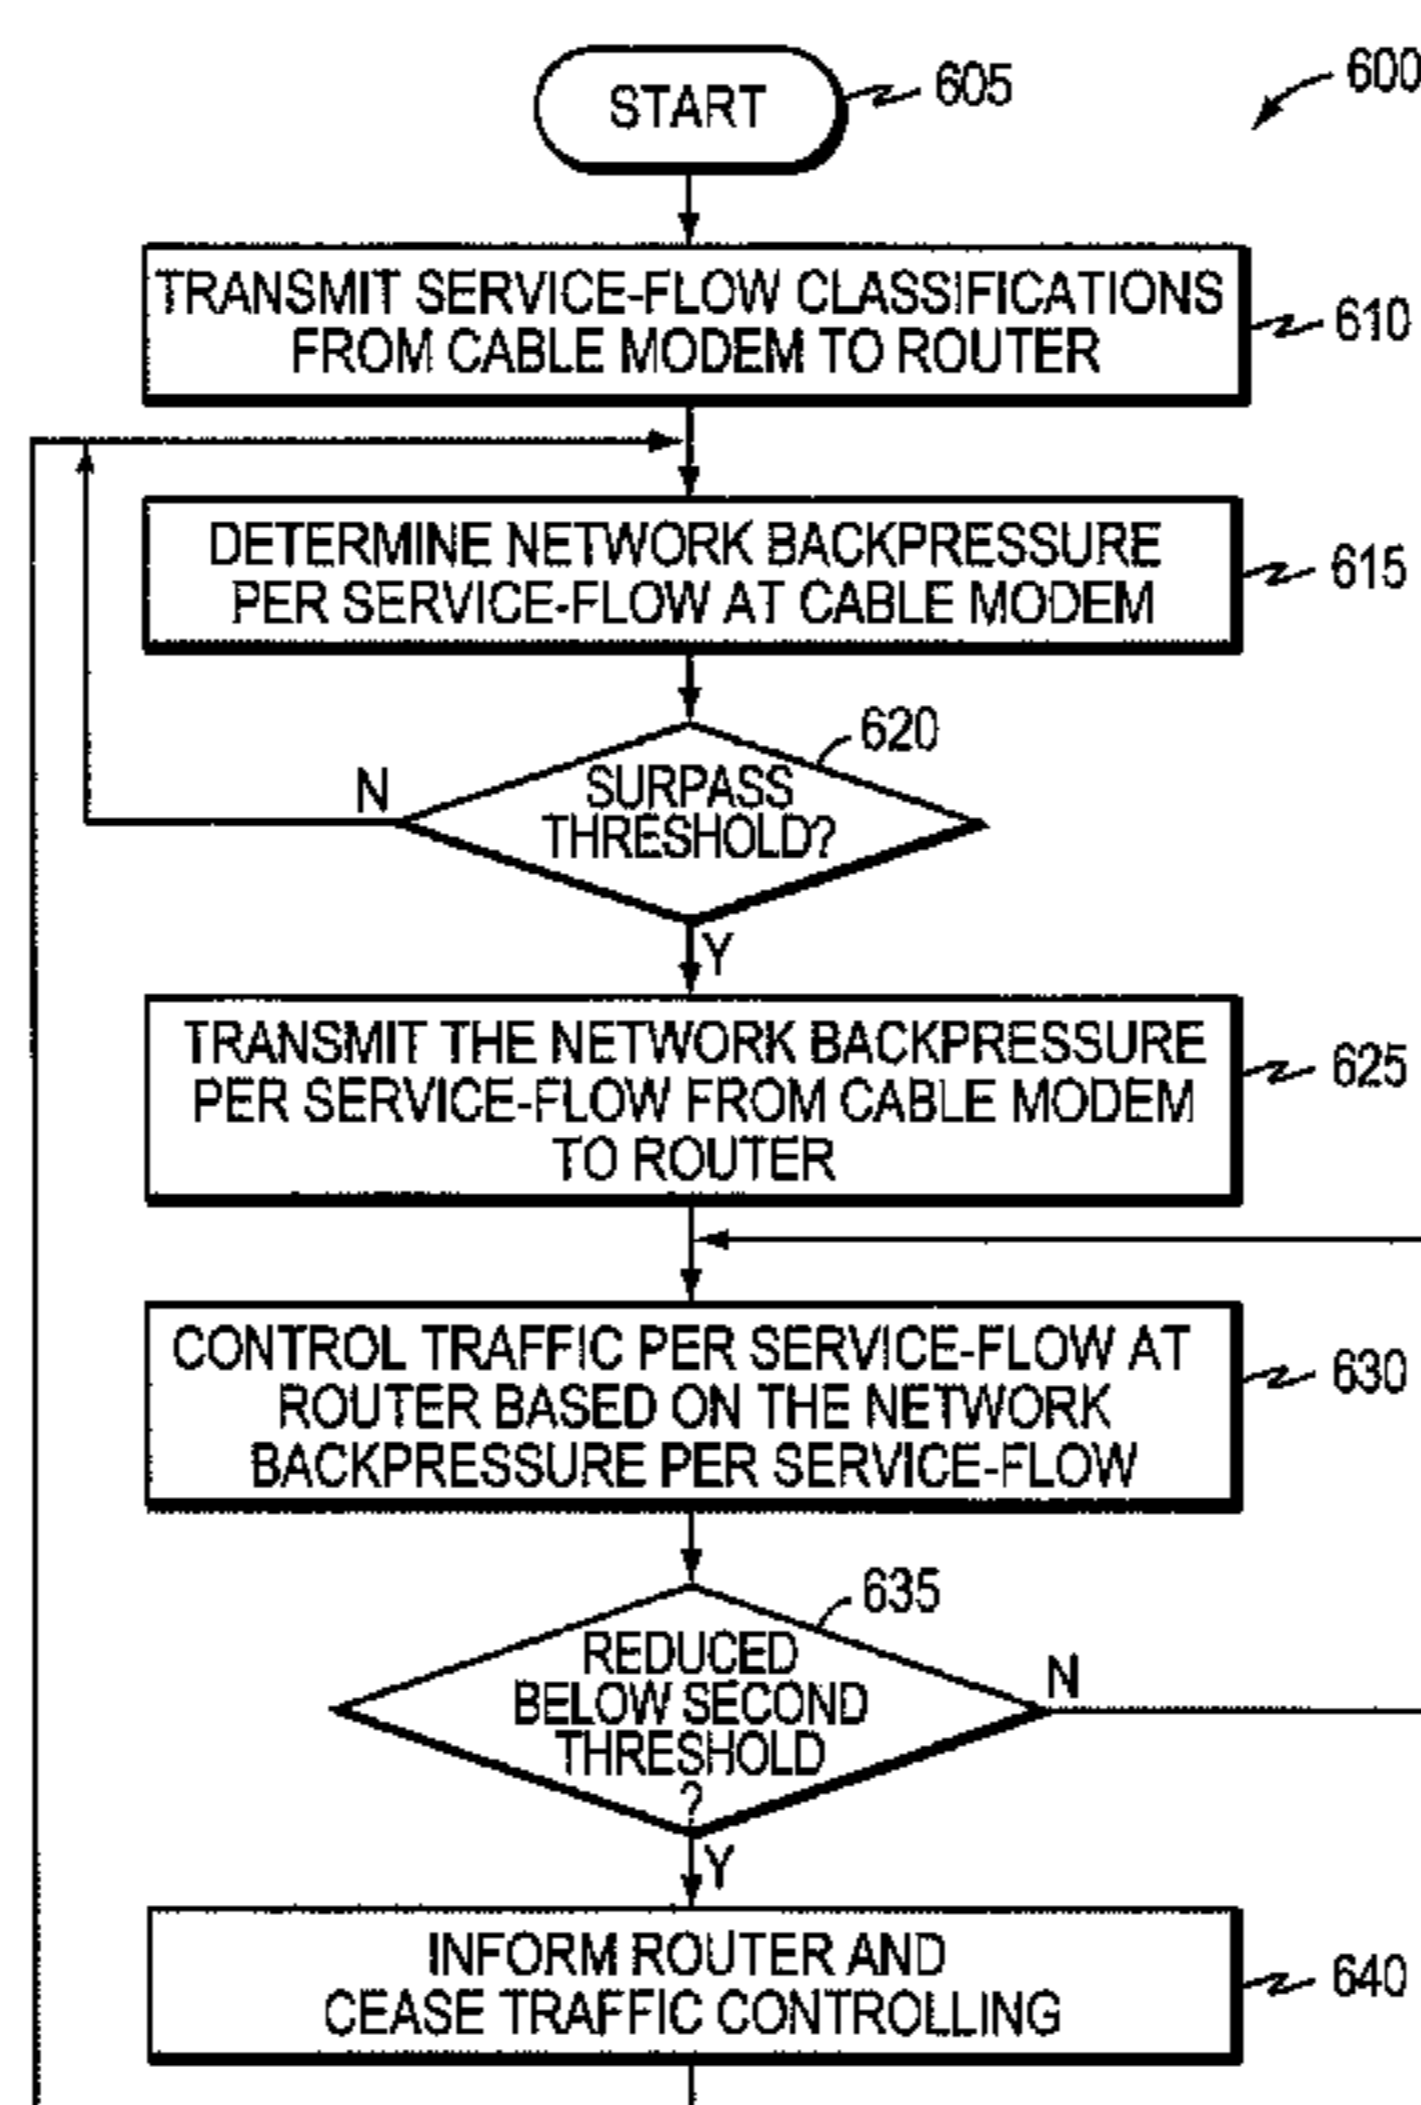 START
605
600
TRANSMIT SERVICE-FLOW CLASSIFICATIONS
FROM CABLE MODEM TO ROUTER
610
DETERMINE NETWORK BACKPRESSURE
PER SERVICE-FLOW AT CABLE MODEM
615
620
SURPASS
THRESHOLD?
N
Y
TRANSMIT THE NETWORK BACKPRESSURE
PER SERVICE-FLOW FROM CABLE MODEM
TO ROUTER
625
CONTROL TRAFFIC PER SERVICE-FLOW AT
ROUTER BASED ON THE NETWORK
BACKPRESSURE PER SERVICE-FLOW
630
635
REDUCED
BELOW SECOND
THRESHOLD
?
N
Y
INFORM ROUTER AND
CEASE TRAFFIC CONTROLLING
640